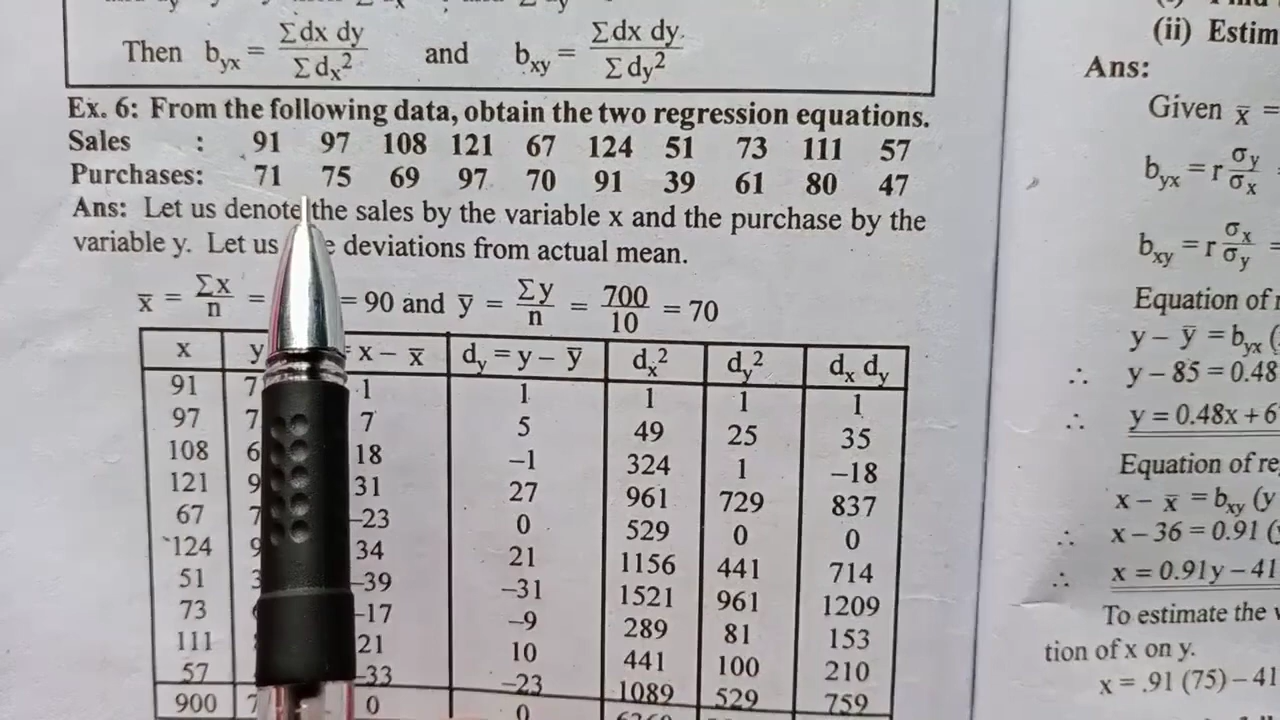 Then b_yx = Σdx dy / Σd_x² and b_xy = Σdx dy / Σdy²
Ex. 6: From the following data, obtain the two regression equations.
Sales : 91 97 108 121 67 124 51 73 111 57
Purchases: 71 75 69 97 70 91 39 61 80 47
Ans: Let us denote the sales by the variable x and the purchase by the
variable y. Let us deviations from actual mean.
x̄ = Σx / n = = 90 and ȳ = Σy / n = 700 / 10 = 70
x y = x − x̄ d_y = y − ȳ d_x² d_y² d_x d_y
91 1 1 1 1 1
97 7 5 49 25 35
108 18 −1 324 1 −18
121 31 27 961 729 837
67 −23 0 529 0 0
124 34 21 1156 441 714
51 −39 −31 1521 961 1209
73 −17 −9 289 81 153
111 21 10 441 100 210
57 −33 −23 1089 529 759
900 0 0
(ii) Estim
Ans:
Given x̄ =
b_yx = r σ_y / σ_x =
b_xy = r σ_x / σ_y =
Equation of
y − ȳ = b_yx (
∴ y − 85 = 0.48
∴ y = 0.48x + 6
Equation of re
x − x̄ = b_xy (y
∴ x − 36 = 0.91 (
∴ x = 0.91y − 41
To estimate the
tion of x on y.
x = .91 (75) − 41